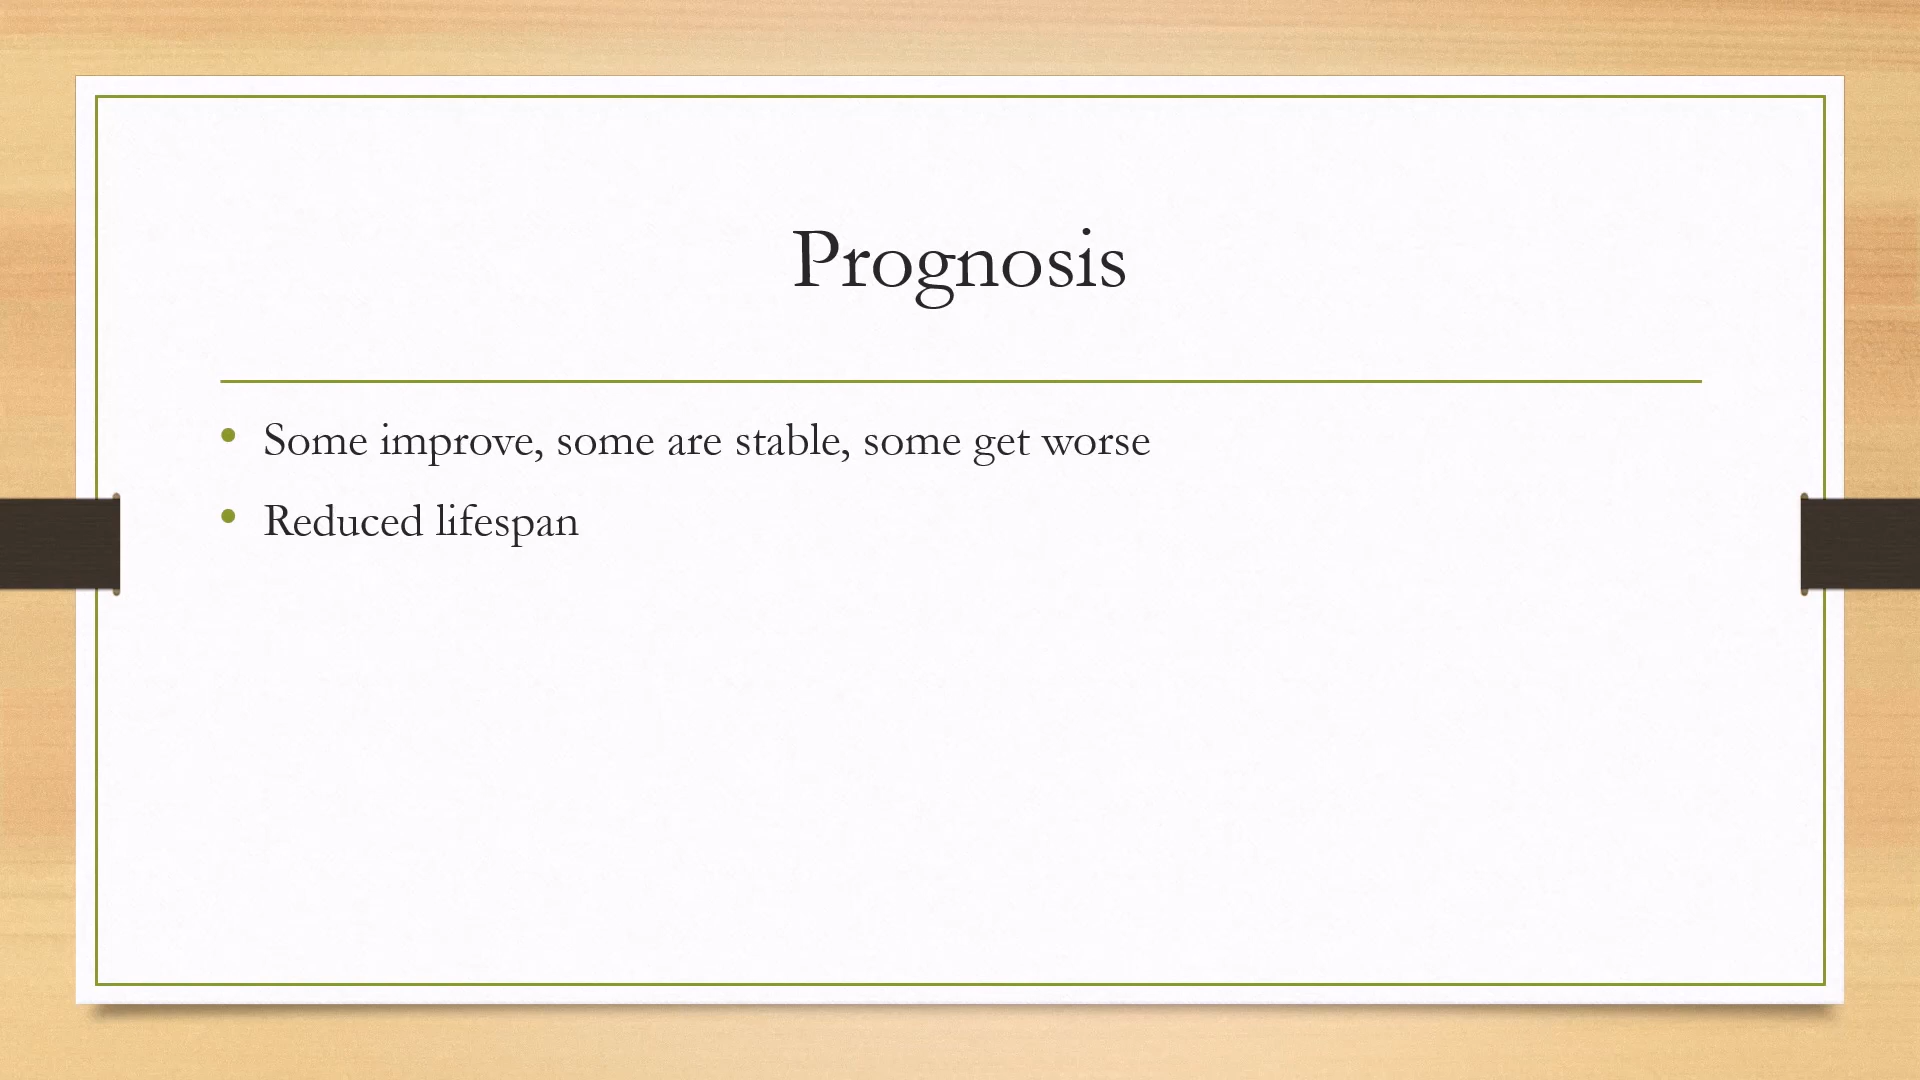 Prognosis
Some improve, some are stable, some get worse
Reduced lifespan